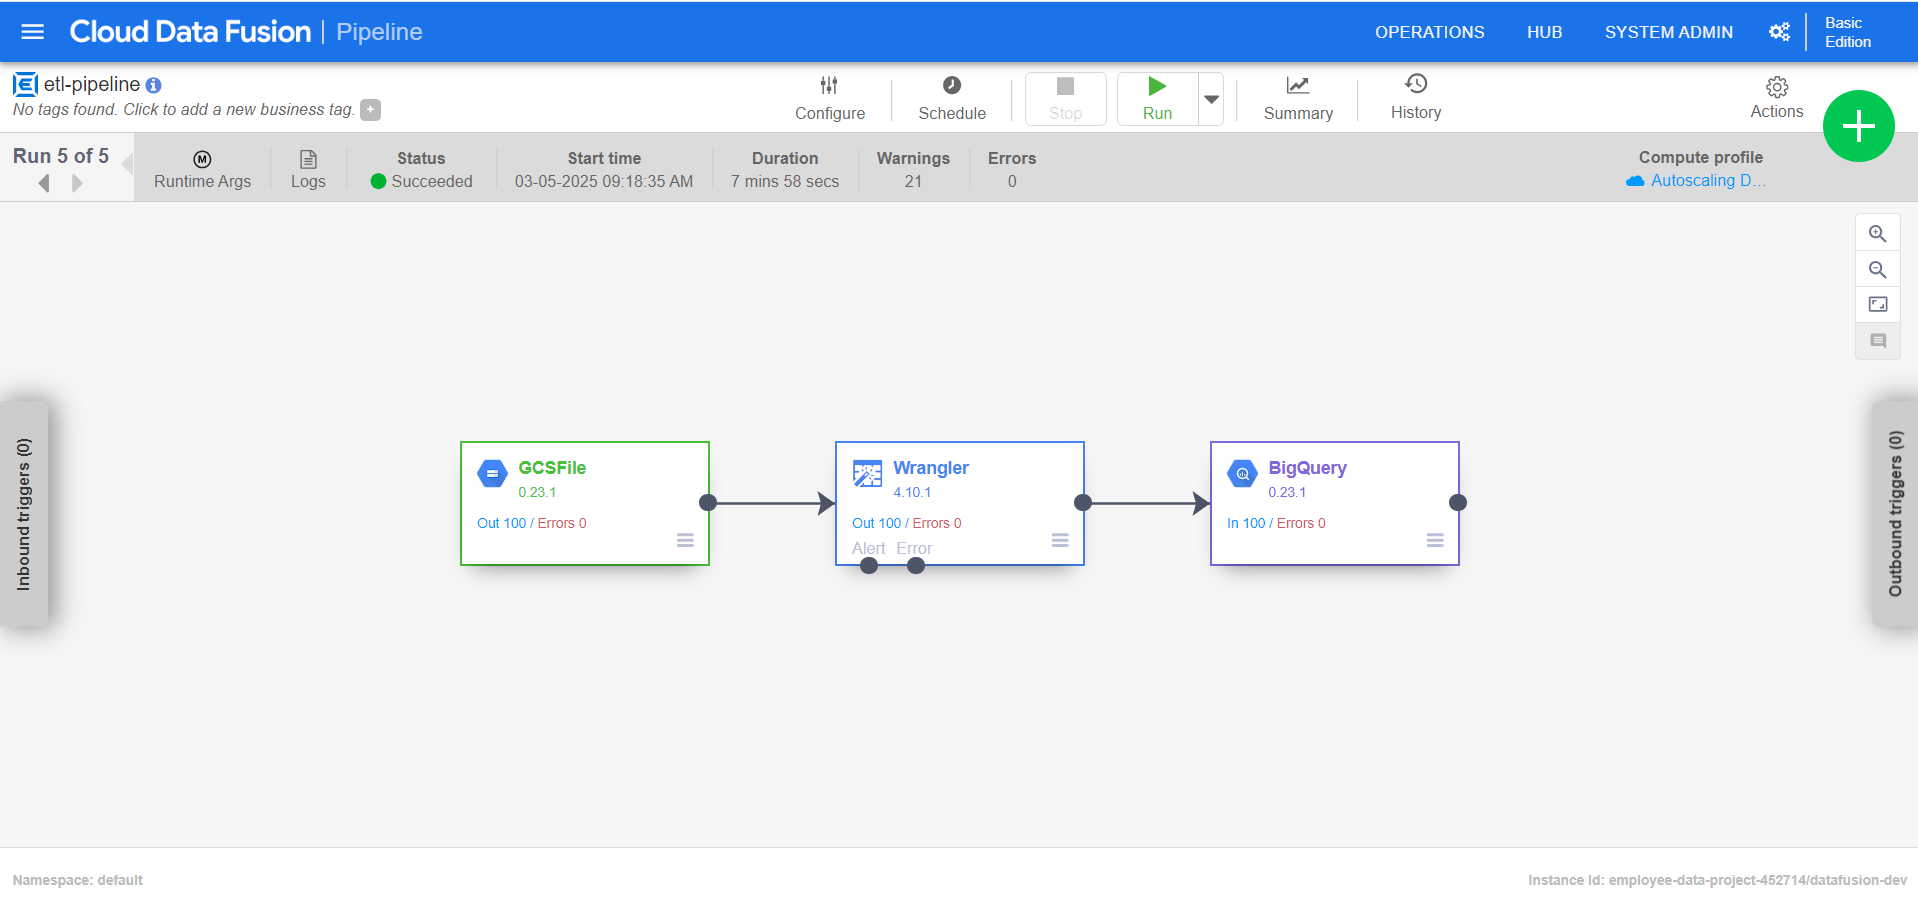 Cloud Data Fusion | Pipeline
OPERATIONS
HUB
SYSTEM ADMIN
Basic
Edition
etl-pipeline
No tags found. Click to add a new business tag.
Configure
Schedule
Stop
Run
Summary
History
Actions
Run 5 of 5
Runtime Args
Logs
Status
Succeeded
Start time
03-05-2025 09:18:35 AM
Duration
7 mins 58 secs
Warnings
21
Errors
0
Compute profile
Autoscaling D...
Inbound triggers (0)
GCSFile
0.23.1
Out 100 / Errors 0
Wrangler
4.10.1
Out 100 / Errors 0
Alert Error
BigQuery
0.23.1
In 100 / Errors 0
Outbound triggers (0)
Namespace: default
Instance Id: employee-data-project-452714/datafusion-dev